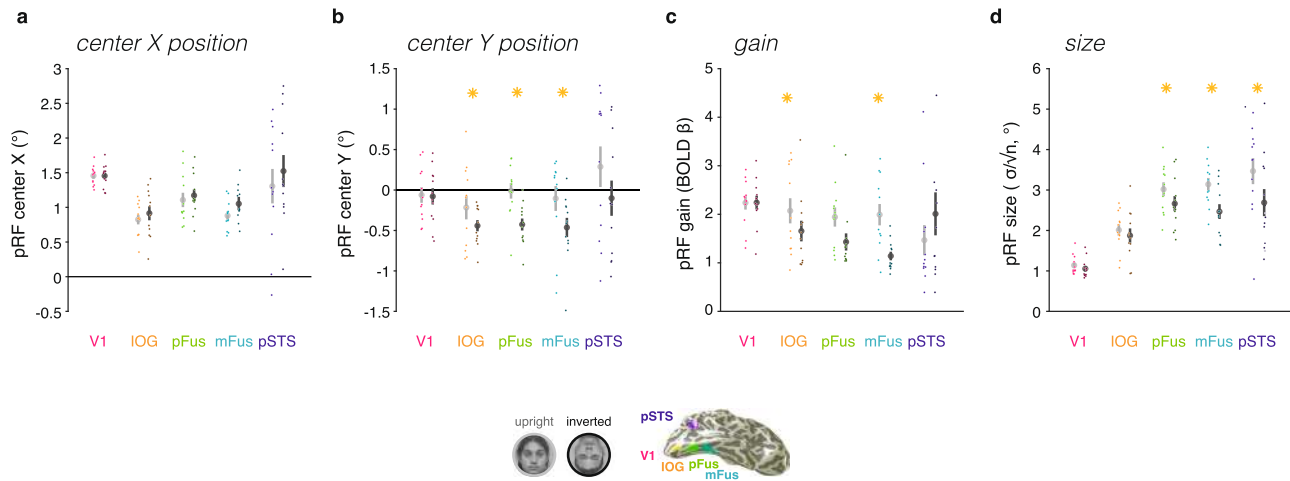 a
center X position
pRF center X (°)
3
2.5
2
1.5
1
0.5
0
-0.5
V1 IOG pFus mFus pSTS
b
center Y position
pRF center Y (°)
1.5
1
0.5
0
-0.5
-1
-1.5
V1 IOG pFus mFus pSTS
c
gain
pRF gain (BOLD β)
5
4
3
2
1
0
V1 IOG pFus mFus pSTS
d
size
pRF size ( σ/√n, °)
6
5
4
3
2
1
0
V1 IOG pFus mFus pSTS
upright inverted
pSTS
V1
IOG pFus
mFus